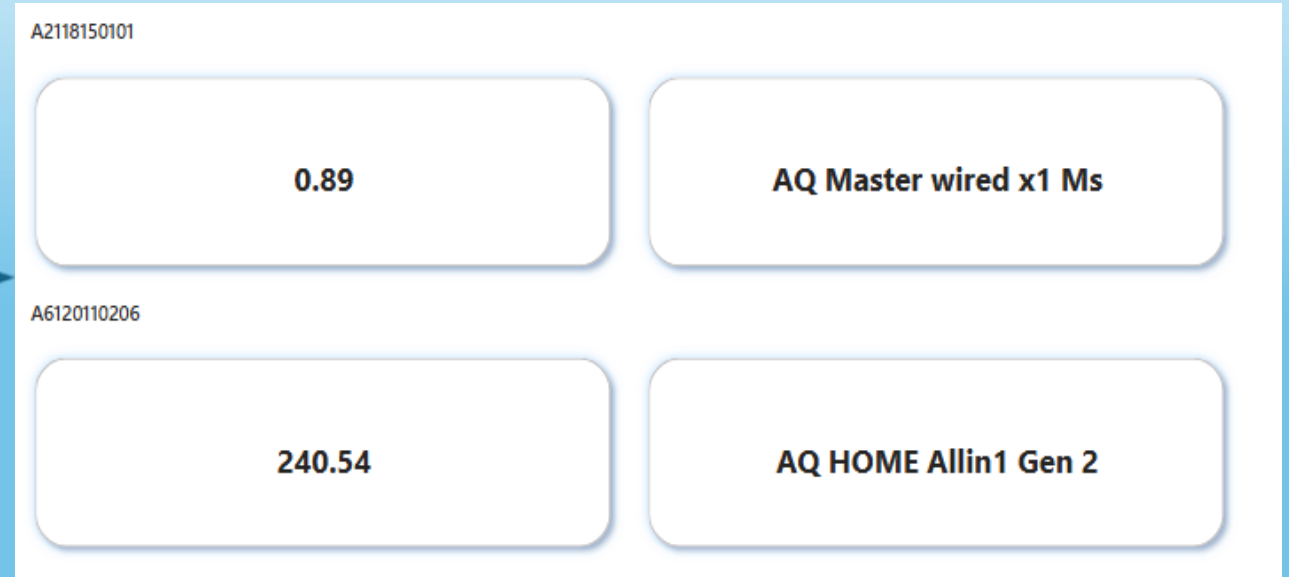 A2118150101
0.89
AQ Master wired x1 Ms
A6120110206
240.54
AQ HOME Allin1 Gen 2